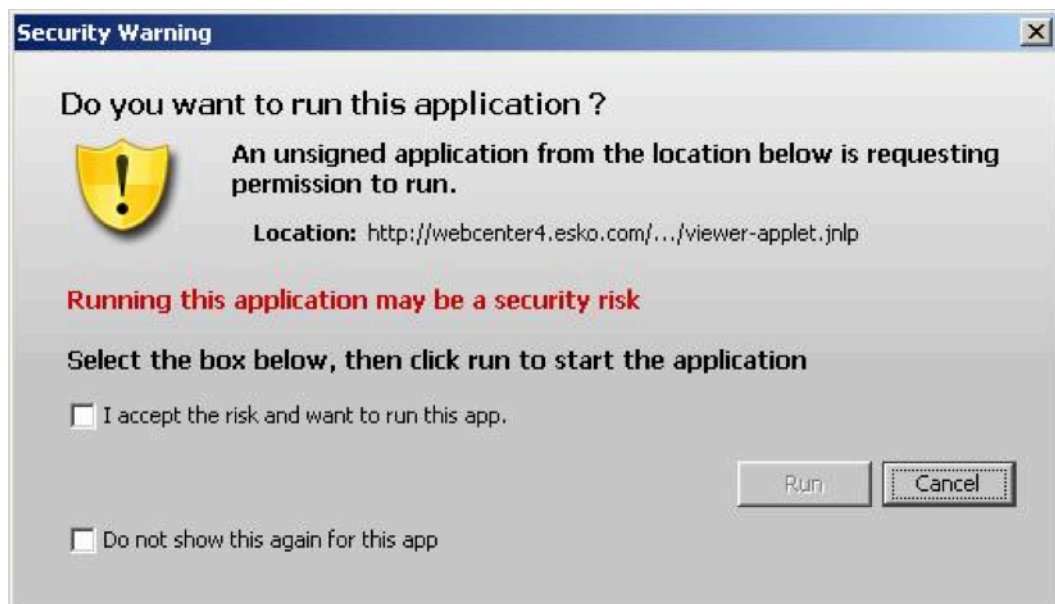 Security Warning
Do you want to run this application ?
An unsigned application from the location below is requesting
permission to run.
Location: http://webcenter4.esko.com/.../viewer-applet.jnlp
Running this application may be a security risk
Select the box below, then click run to start the application
I accept the risk and want to run this app.
Run Cancel
Do not show this again for this app